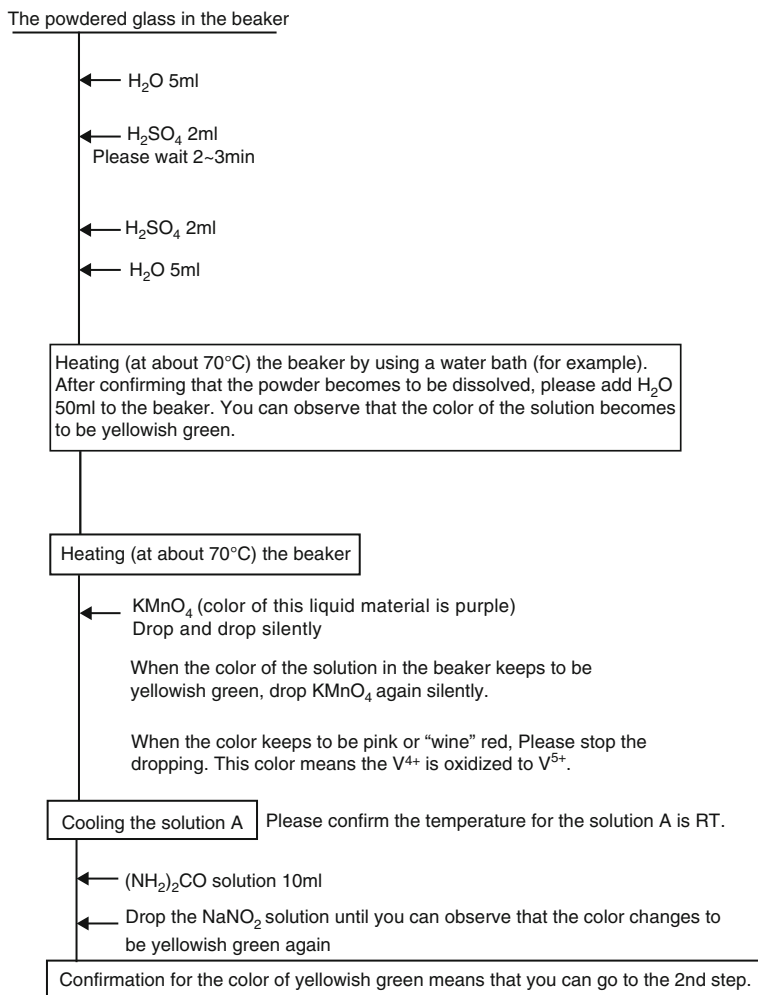 The powdered glass in the beaker
H₂O 5ml
H₂SO₄ 2ml
Please wait 2~3min
H₂SO₄ 2ml
H₂O 5ml
Heating (at about 70°C) the beaker by using a water bath (for example).
After confirming that the powder becomes to be dissolved, please add H₂O
50ml to the beaker. You can observe that the color of the solution becomes
to be yellowish green.
Heating (at about 70°C) the beaker
KMnO₄ (color of this liquid material is purple)
Drop and drop silently
When the color of the solution in the beaker keeps to be
yellowish green, drop KMnO₄ again silently.
When the color keeps to be pink or “wine” red, Please stop the
dropping. This color means the V⁴⁺ is oxidized to V⁵⁺.
Cooling the solution A Please confirm the temperature for the solution A is RT.
(NH₂)₂CO solution 10ml
Drop the NaNO₂ solution until you can observe that the color changes to
be yellowish green again
Confirmation for the color of yellowish green means that you can go to the 2nd step.